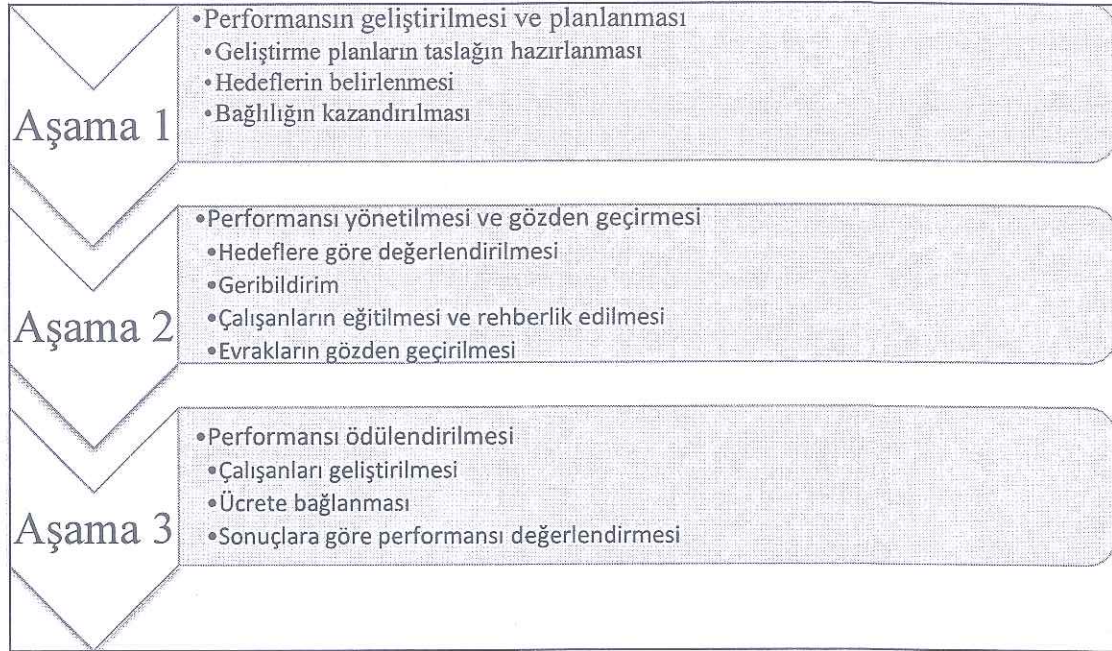 Aşama 1
•Performansın geliştirilmesi ve planlanması
•Geliştirme planların taslağın hazırlanması
•Hedeflerin belirlenmesi
•Bağlılığın kazandırılması
Aşama 2
•Performansı yönetilmesi ve gözden geçirmesi
•Hedeflere göre değerlendirilmesi
•Geribildirim
•Çalışanların eğitilmesi ve rehberlik edilmesi
•Evrakların gözden geçirilmesi
Aşama 3
•Performansı ödülendirilmesi
•Çalışanları geliştirilmesi
•Ücrete bağlanması
•Sonuçlara göre performansı değerlendirmesi